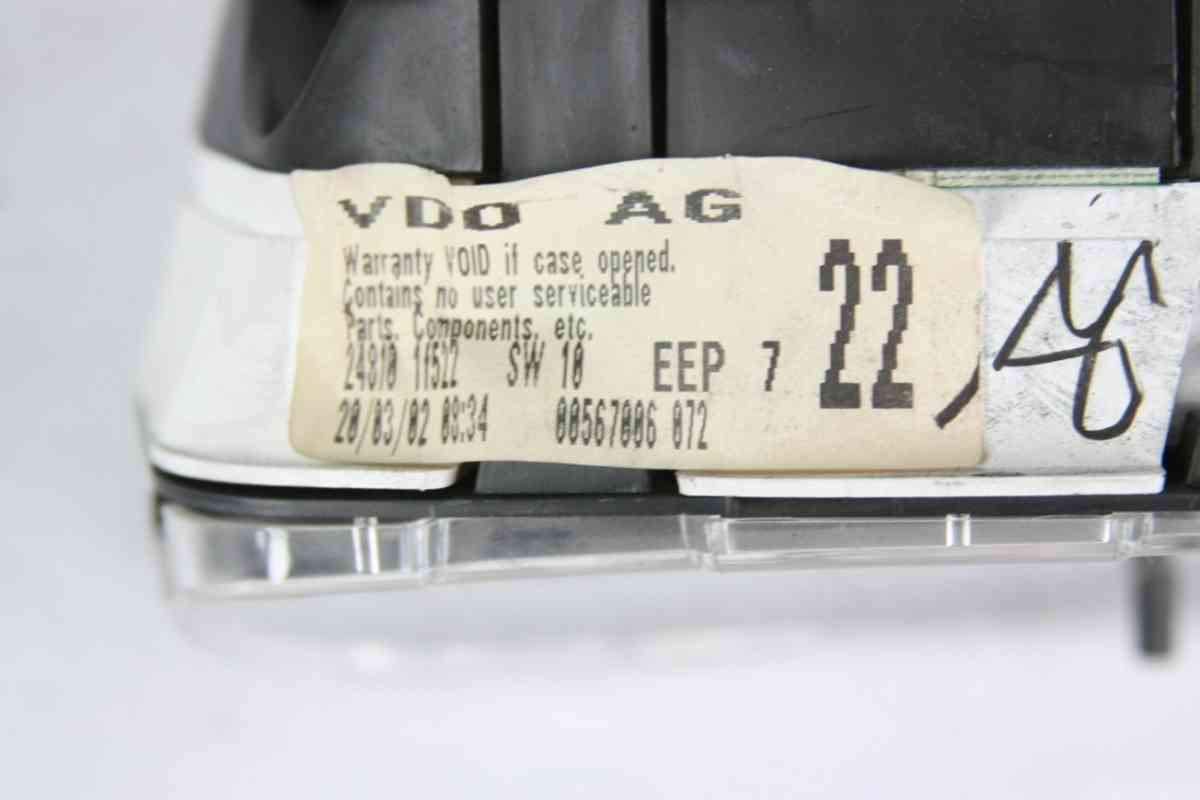 VDO AG
Warranty VOID if case opened.
Contains no user serviceable
Parts. Components. etc.
24810 1f522 SW 10 EEP 7 22
20/03/02 08:34 00567006 072